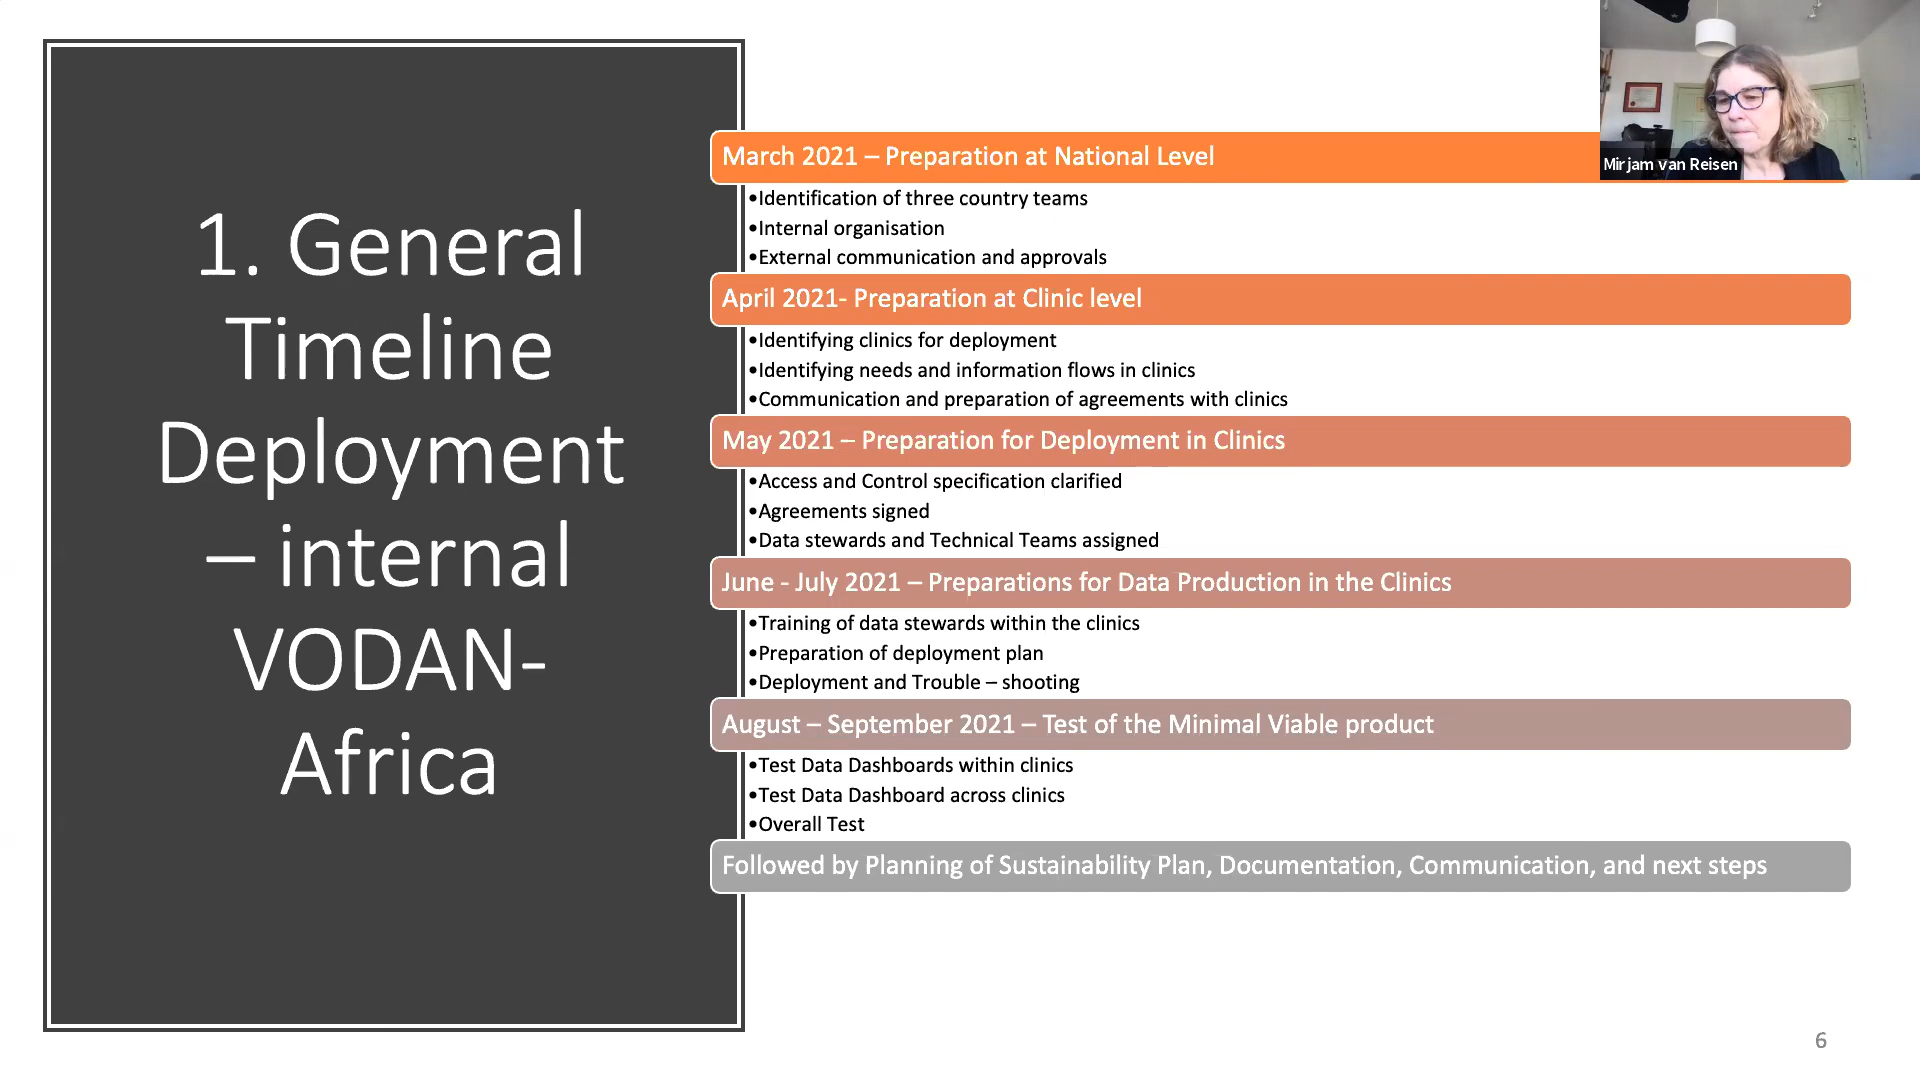 1. General
Timeline
Deployment
– internal
VODAN-
Africa
March 2021 – Preparation at National Level
•Identification of three country teams
•Internal organisation
•External communication and approvals
April 2021- Preparation at Clinic level
•Identifying clinics for deployment
•Identifying needs and information flows in clinics
•Communication and preparation of agreements with clinics
May 2021 – Preparation for Deployment in Clinics
•Access and Control specification clarified
•Agreements signed
•Data stewards and Technical Teams assigned
June - July 2021 – Preparations for Data Production in the Clinics
•Training of data stewards within the clinics
•Preparation of deployment plan
•Deployment and Trouble – shooting
August – September 2021 – Test of the Minimal Viable product
•Test Data Dashboards within clinics
•Test Data Dashboard across clinics
•Overall Test
Followed by Planning of Sustainability Plan, Documentation, Communication, and next steps
Mirjam van Reisen
6